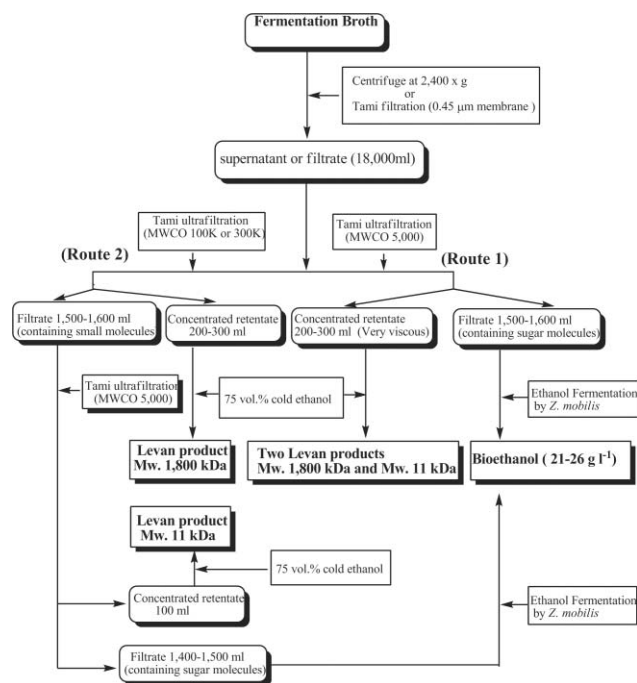 Fermentation Broth
Centrifuge at 2,400 x g
or
Tami filtration (0.45 μm membrane )
supernatant or filtrate (18,000ml)
Tami ultrafiltration
(MWCO 100K or 300K)
Tami ultrafiltration
(MWCO 5,000)
(Route 2)
(Route 1)
Filtrate 1,500-1,600 ml
(containing small molecules)
Concentrated retentate
200-300 ml
Concentrated retentate
200-300 ml (Very viscous)
Filtrate 1,500-1,600 ml
(containing sugar molecules)
Tami ultrafiltration
(MWCO 5,000)
75 vol.% cold ethanol
Ethanol Fermentation
by Z. mobilis
Levan product
Mw. 1,800 kDa
Two Levan products
Mw. 1,800 kDa and Mw. 11 kDa
Bioethanol ( 21-26 g l⁻¹)
Levan product
Mw. 11 kDa
75 vol.% cold ethanol
Concentrated retentate
100 ml
Ethanol Fermentation
by Z. mobilis
Filtrate 1,400-1,500 ml
(containing sugar molecules)